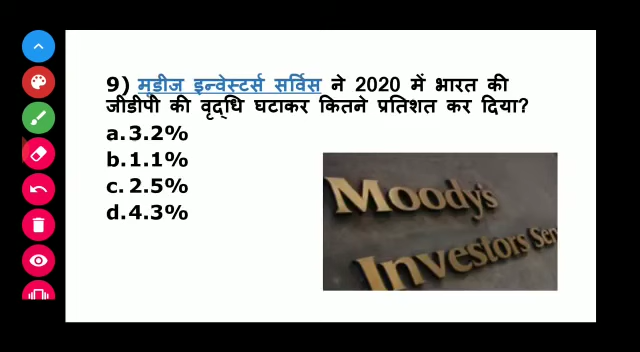 9) मूडीज इन्वेस्टर्स सर्विस ने 2020 में भारत की
जीडीपी की वृद्धि घटाकर कितने प्रतिशत कर दिया?
a.3.2%
b.1.1%
c. 2.5%
d.4.3%
Moody's
Investors Ser